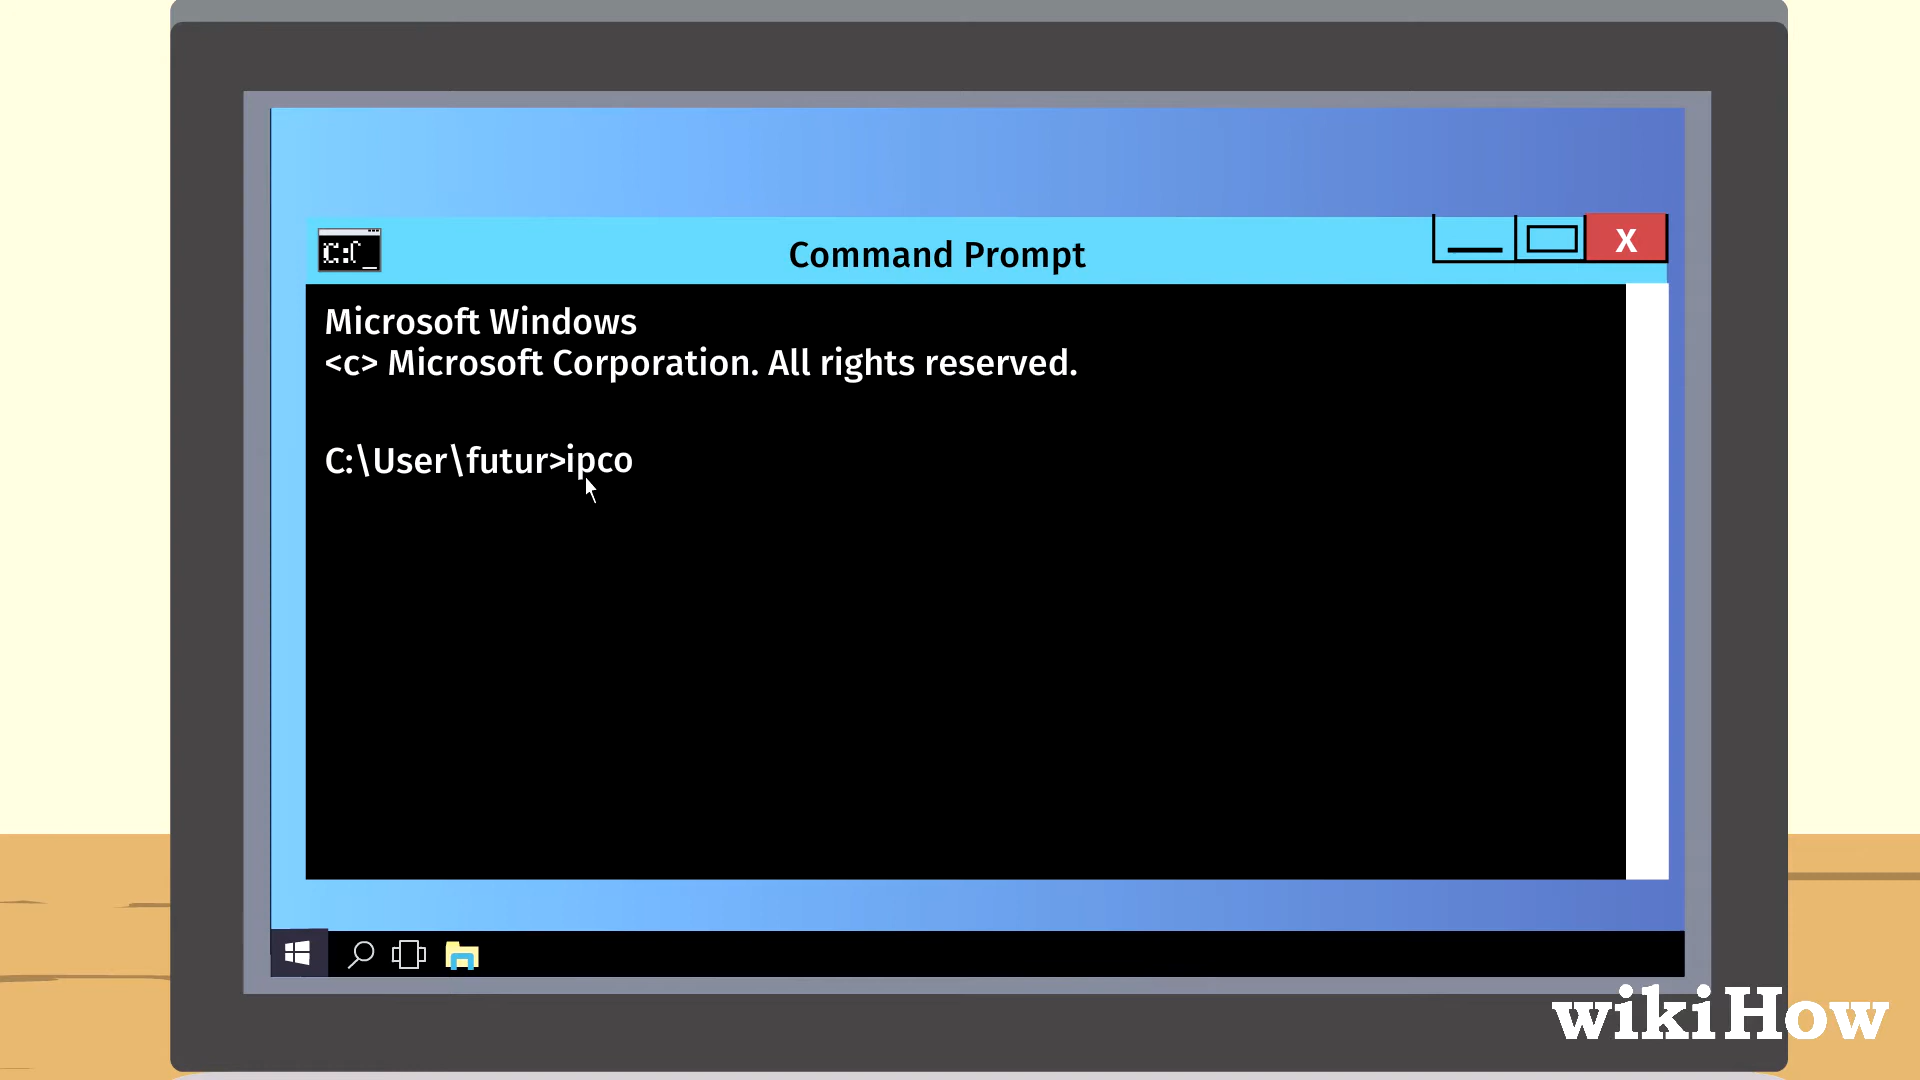 C:\_
Command Prompt
X
Microsoft Windows
<c> Microsoft Corporation. All rights reserved.
C:\User\futur>ipco
wikiHow